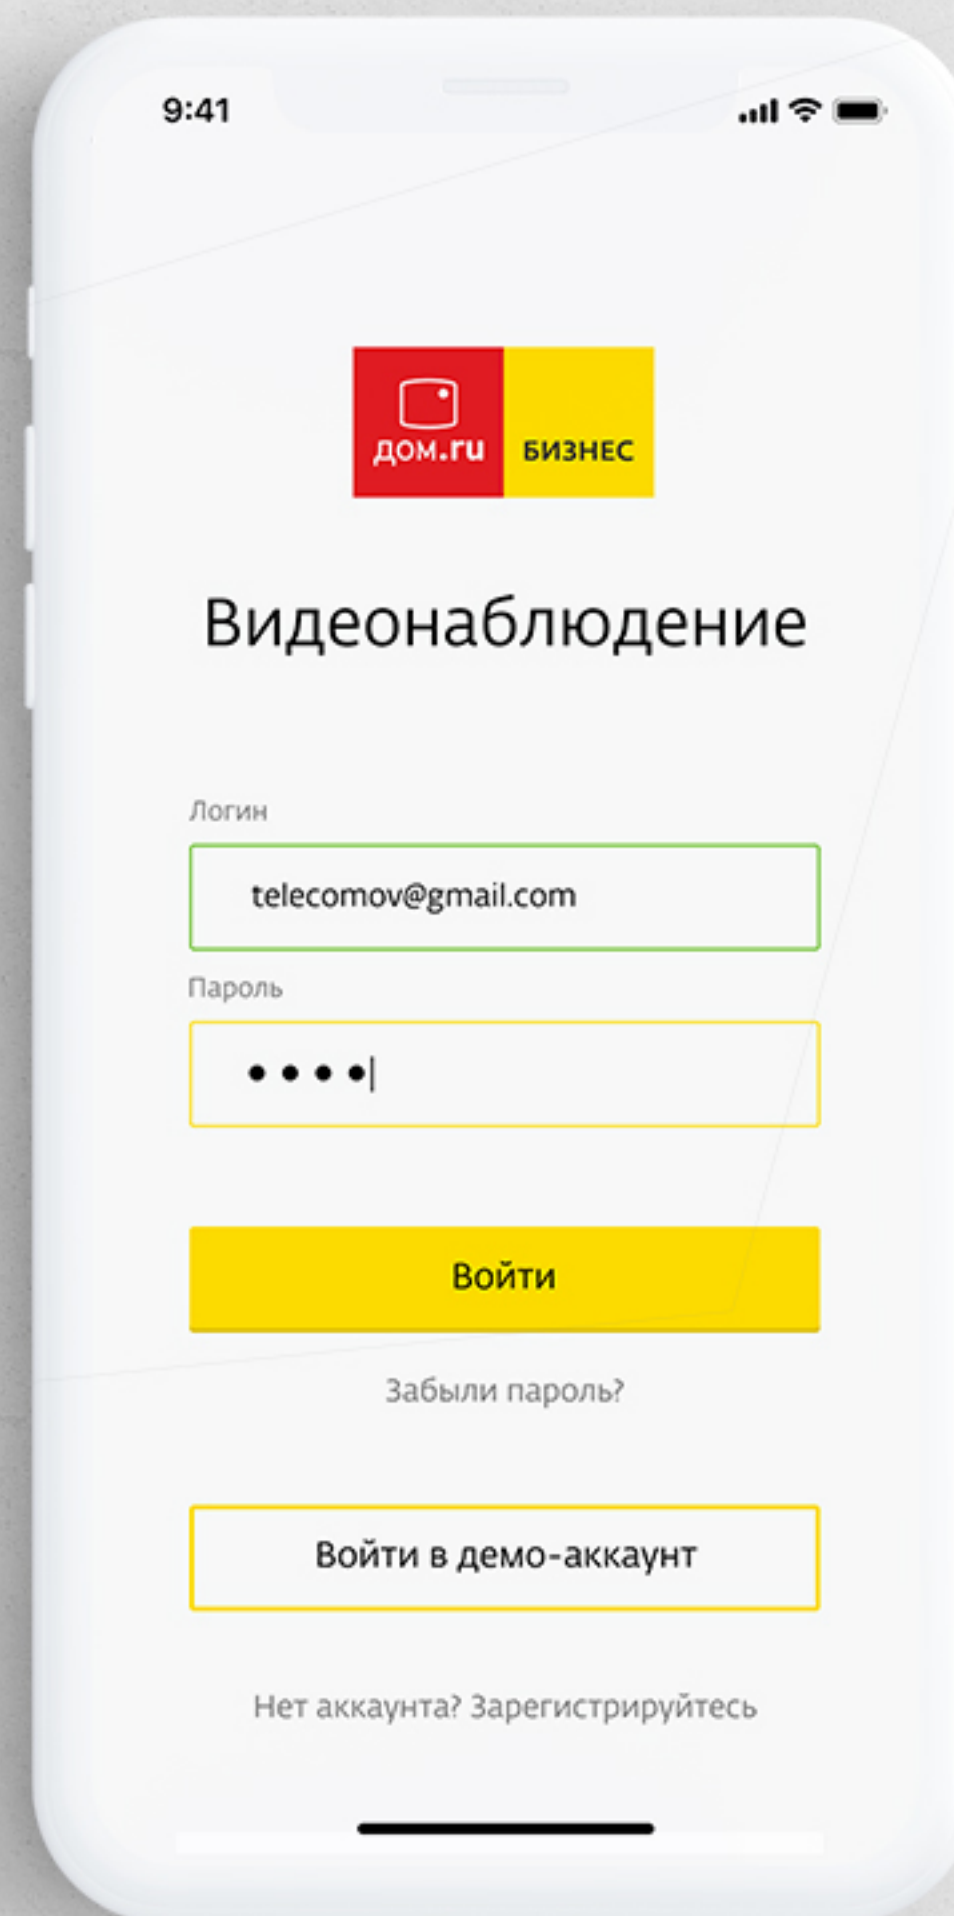 9:41
дом.ru БИЗНЕС
Видеонаблюдение
Логин
telecomov@gmail.com
Пароль
Войти
Забыли пароль?
Войти в демо-аккаунт
Нет аккаунта? Зарегистрируйтесь